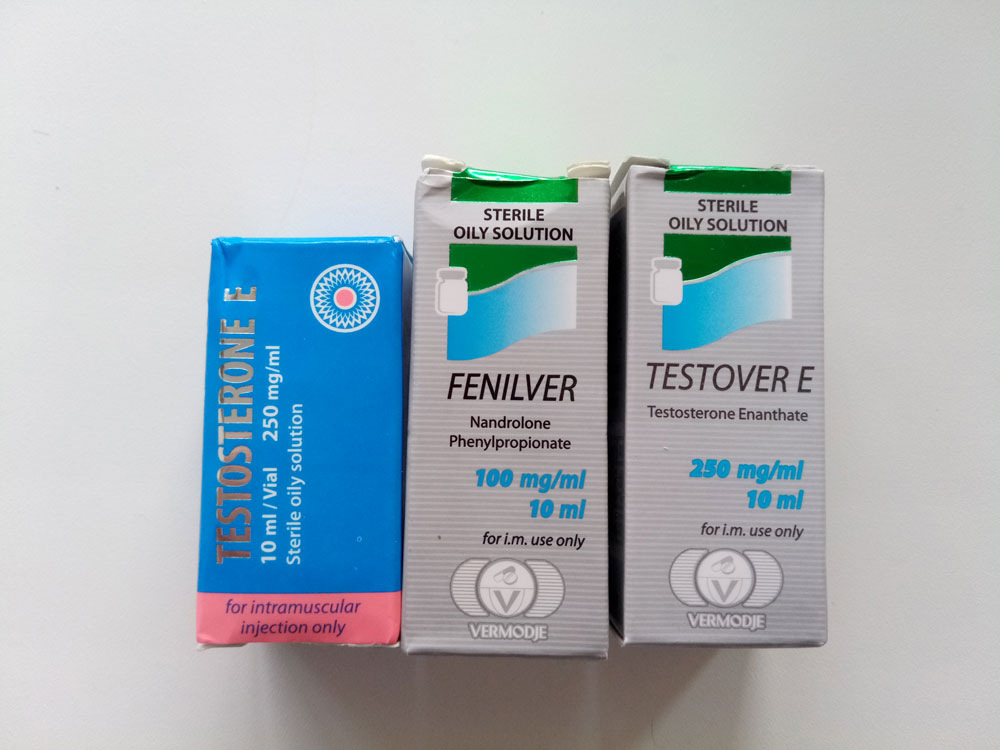 TESTOSTERONE E
10 ml / Vial 250 mg/ml
Sterile oily solution
for intramuscular
injection only
STERILE
OILY SOLUTION
FENILVER
Nandrolone
Phenylpropionate
100 mg/ml
10 ml
for i.m. use only
V
VERMODJE
STERILE
OILY SOLUTION
TESTOVER E
Testosterone Enanthate
250 mg/ml
10 ml
for i.m. use only
V
VERMODJE